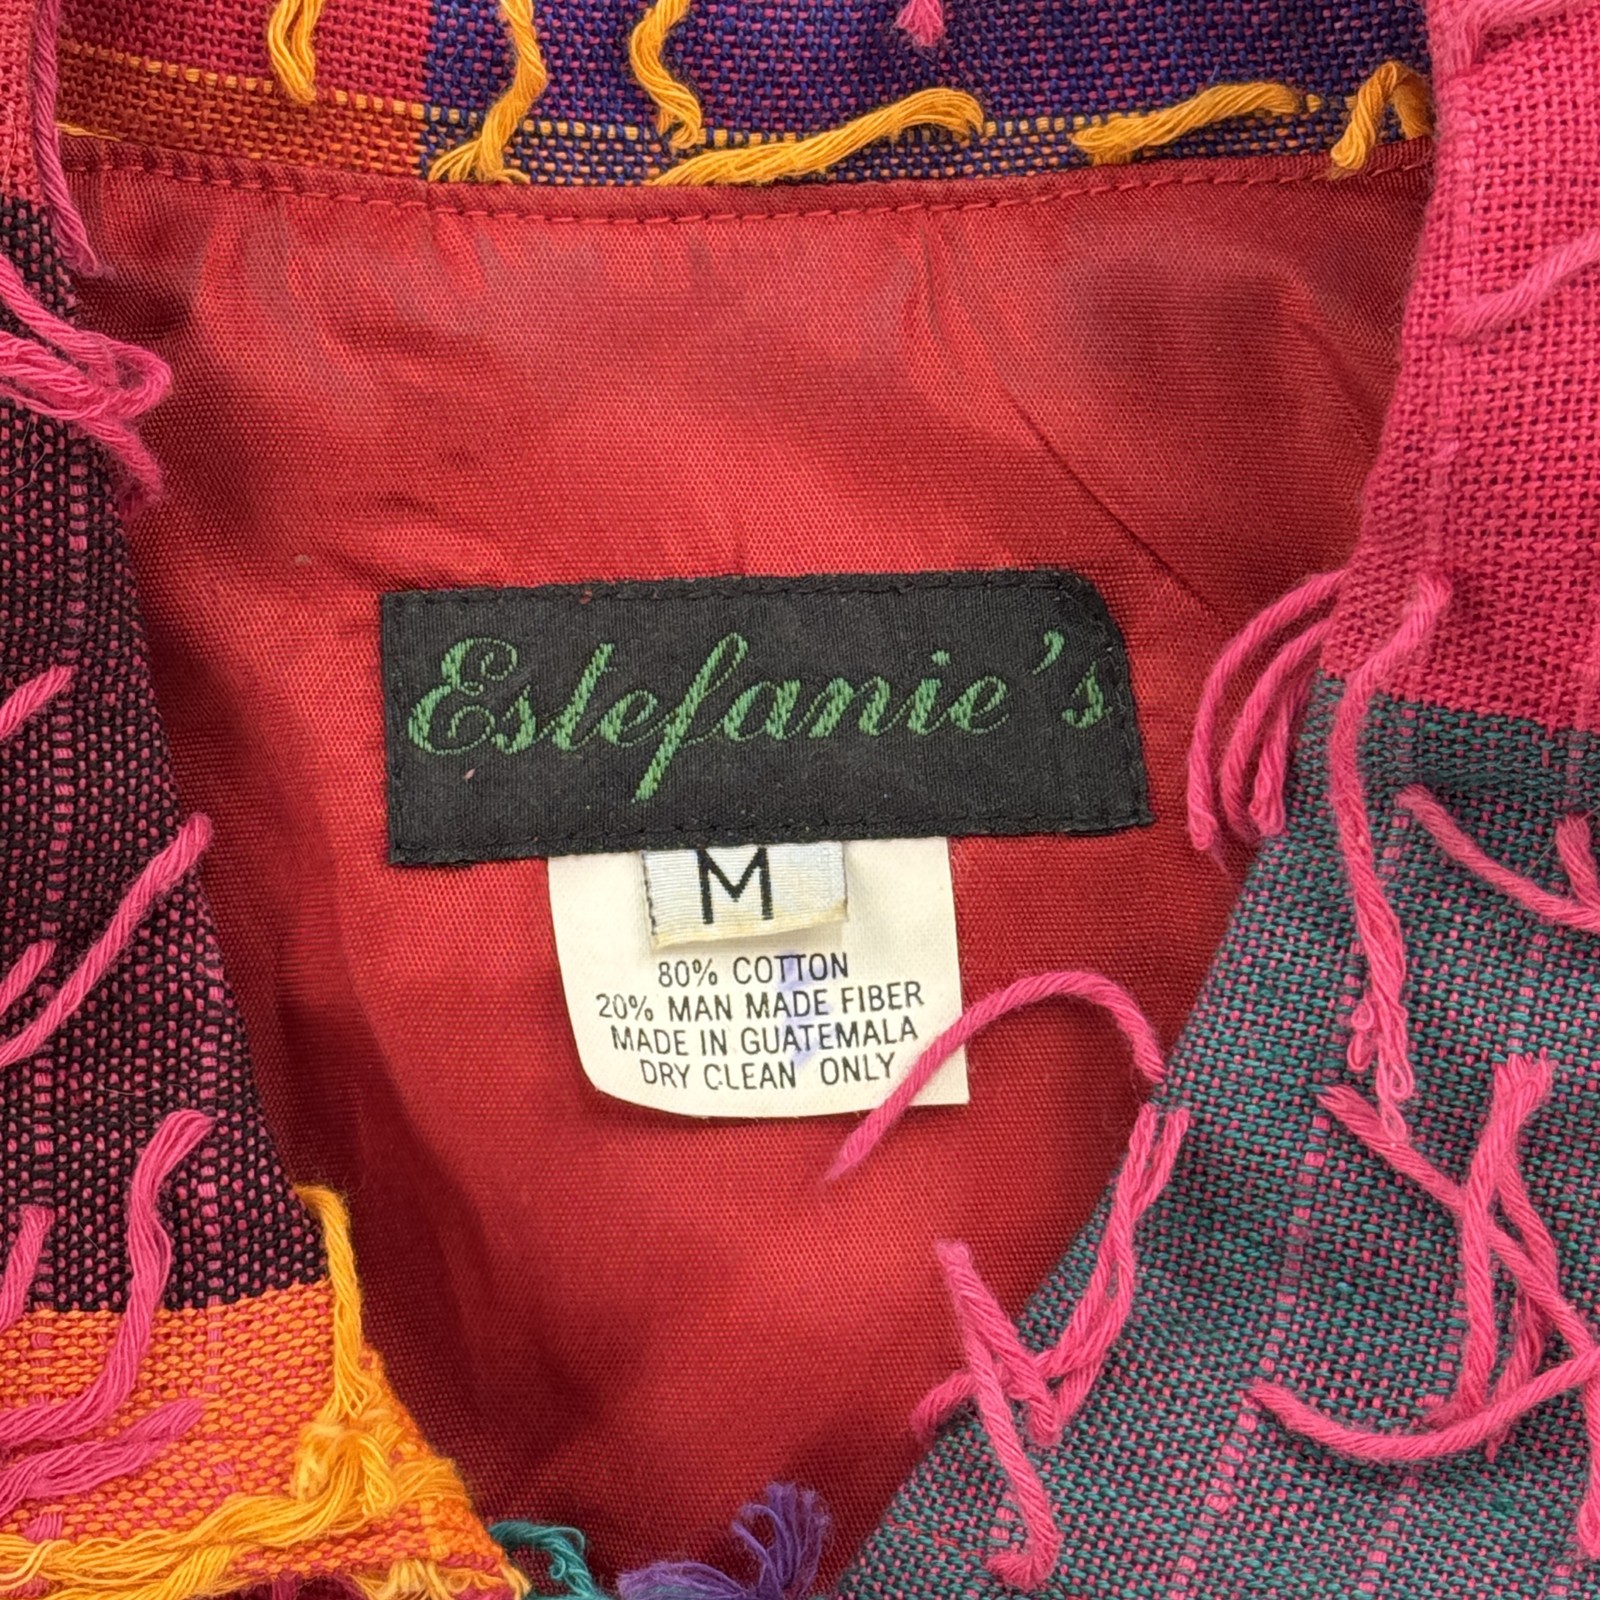 Estefanie's
M
80% COTTON
20% MAN MADE FIBER
MADE IN GUATEMALA
DRY CLEAN ONLY